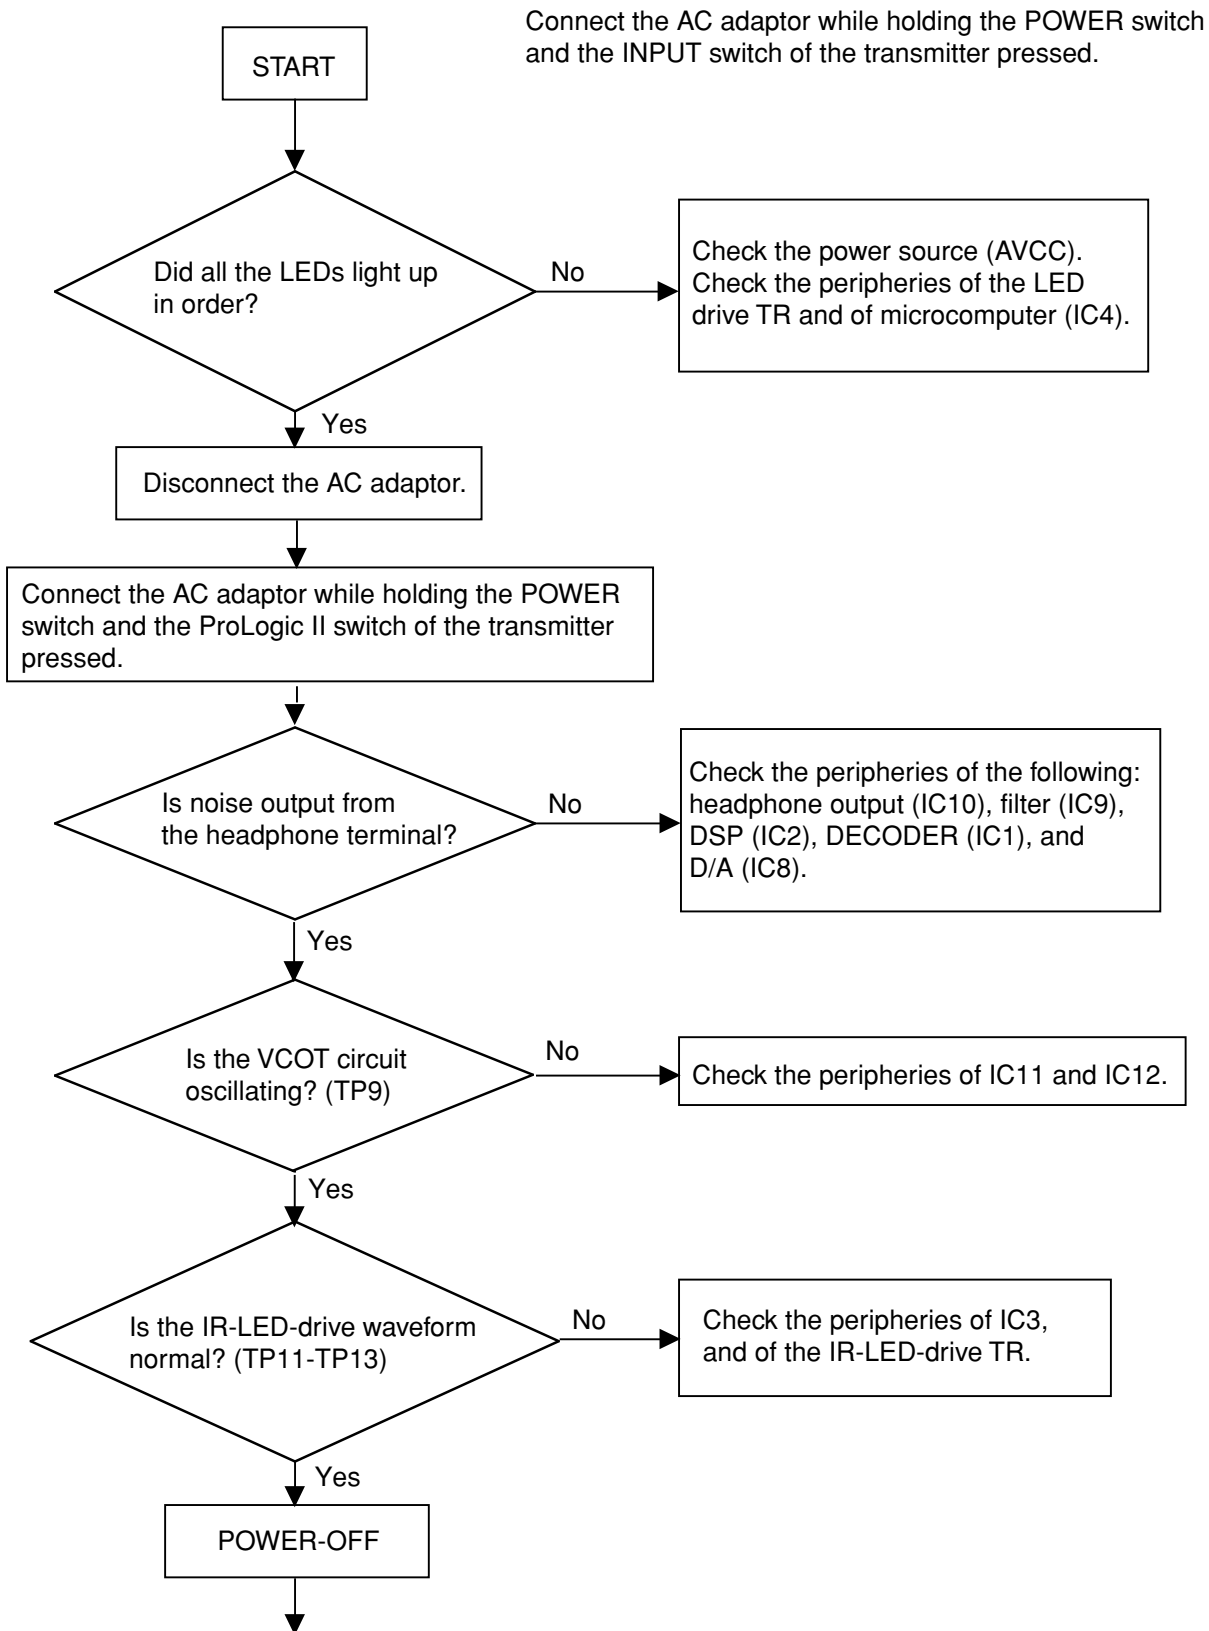 Connect the AC adaptor while holding the POWER switch
and the INPUT switch of the transmitter pressed.
START
Did all the LEDs light up
in order?
No
Check the power source (AVCC).
Check the peripheries of the LED
drive TR and of microcomputer (IC4).
Yes
Disconnect the AC adaptor.
Connect the AC adaptor while holding the POWER
switch and the ProLogic II switch of the transmitter
pressed.
Is noise output from
the headphone terminal?
No
Check the peripheries of the following:
headphone output (IC10), filter (IC9),
DSP (IC2), DECODER (IC1), and
D/A (IC8).
Yes
Is the VCOT circuit
oscillating? (TP9)
No
Check the peripheries of IC11 and IC12.
Yes
Is the IR-LED-drive waveform
normal? (TP11-TP13)
No
Check the peripheries of IC3,
and of the IR-LED-drive TR.
Yes
POWER-OFF